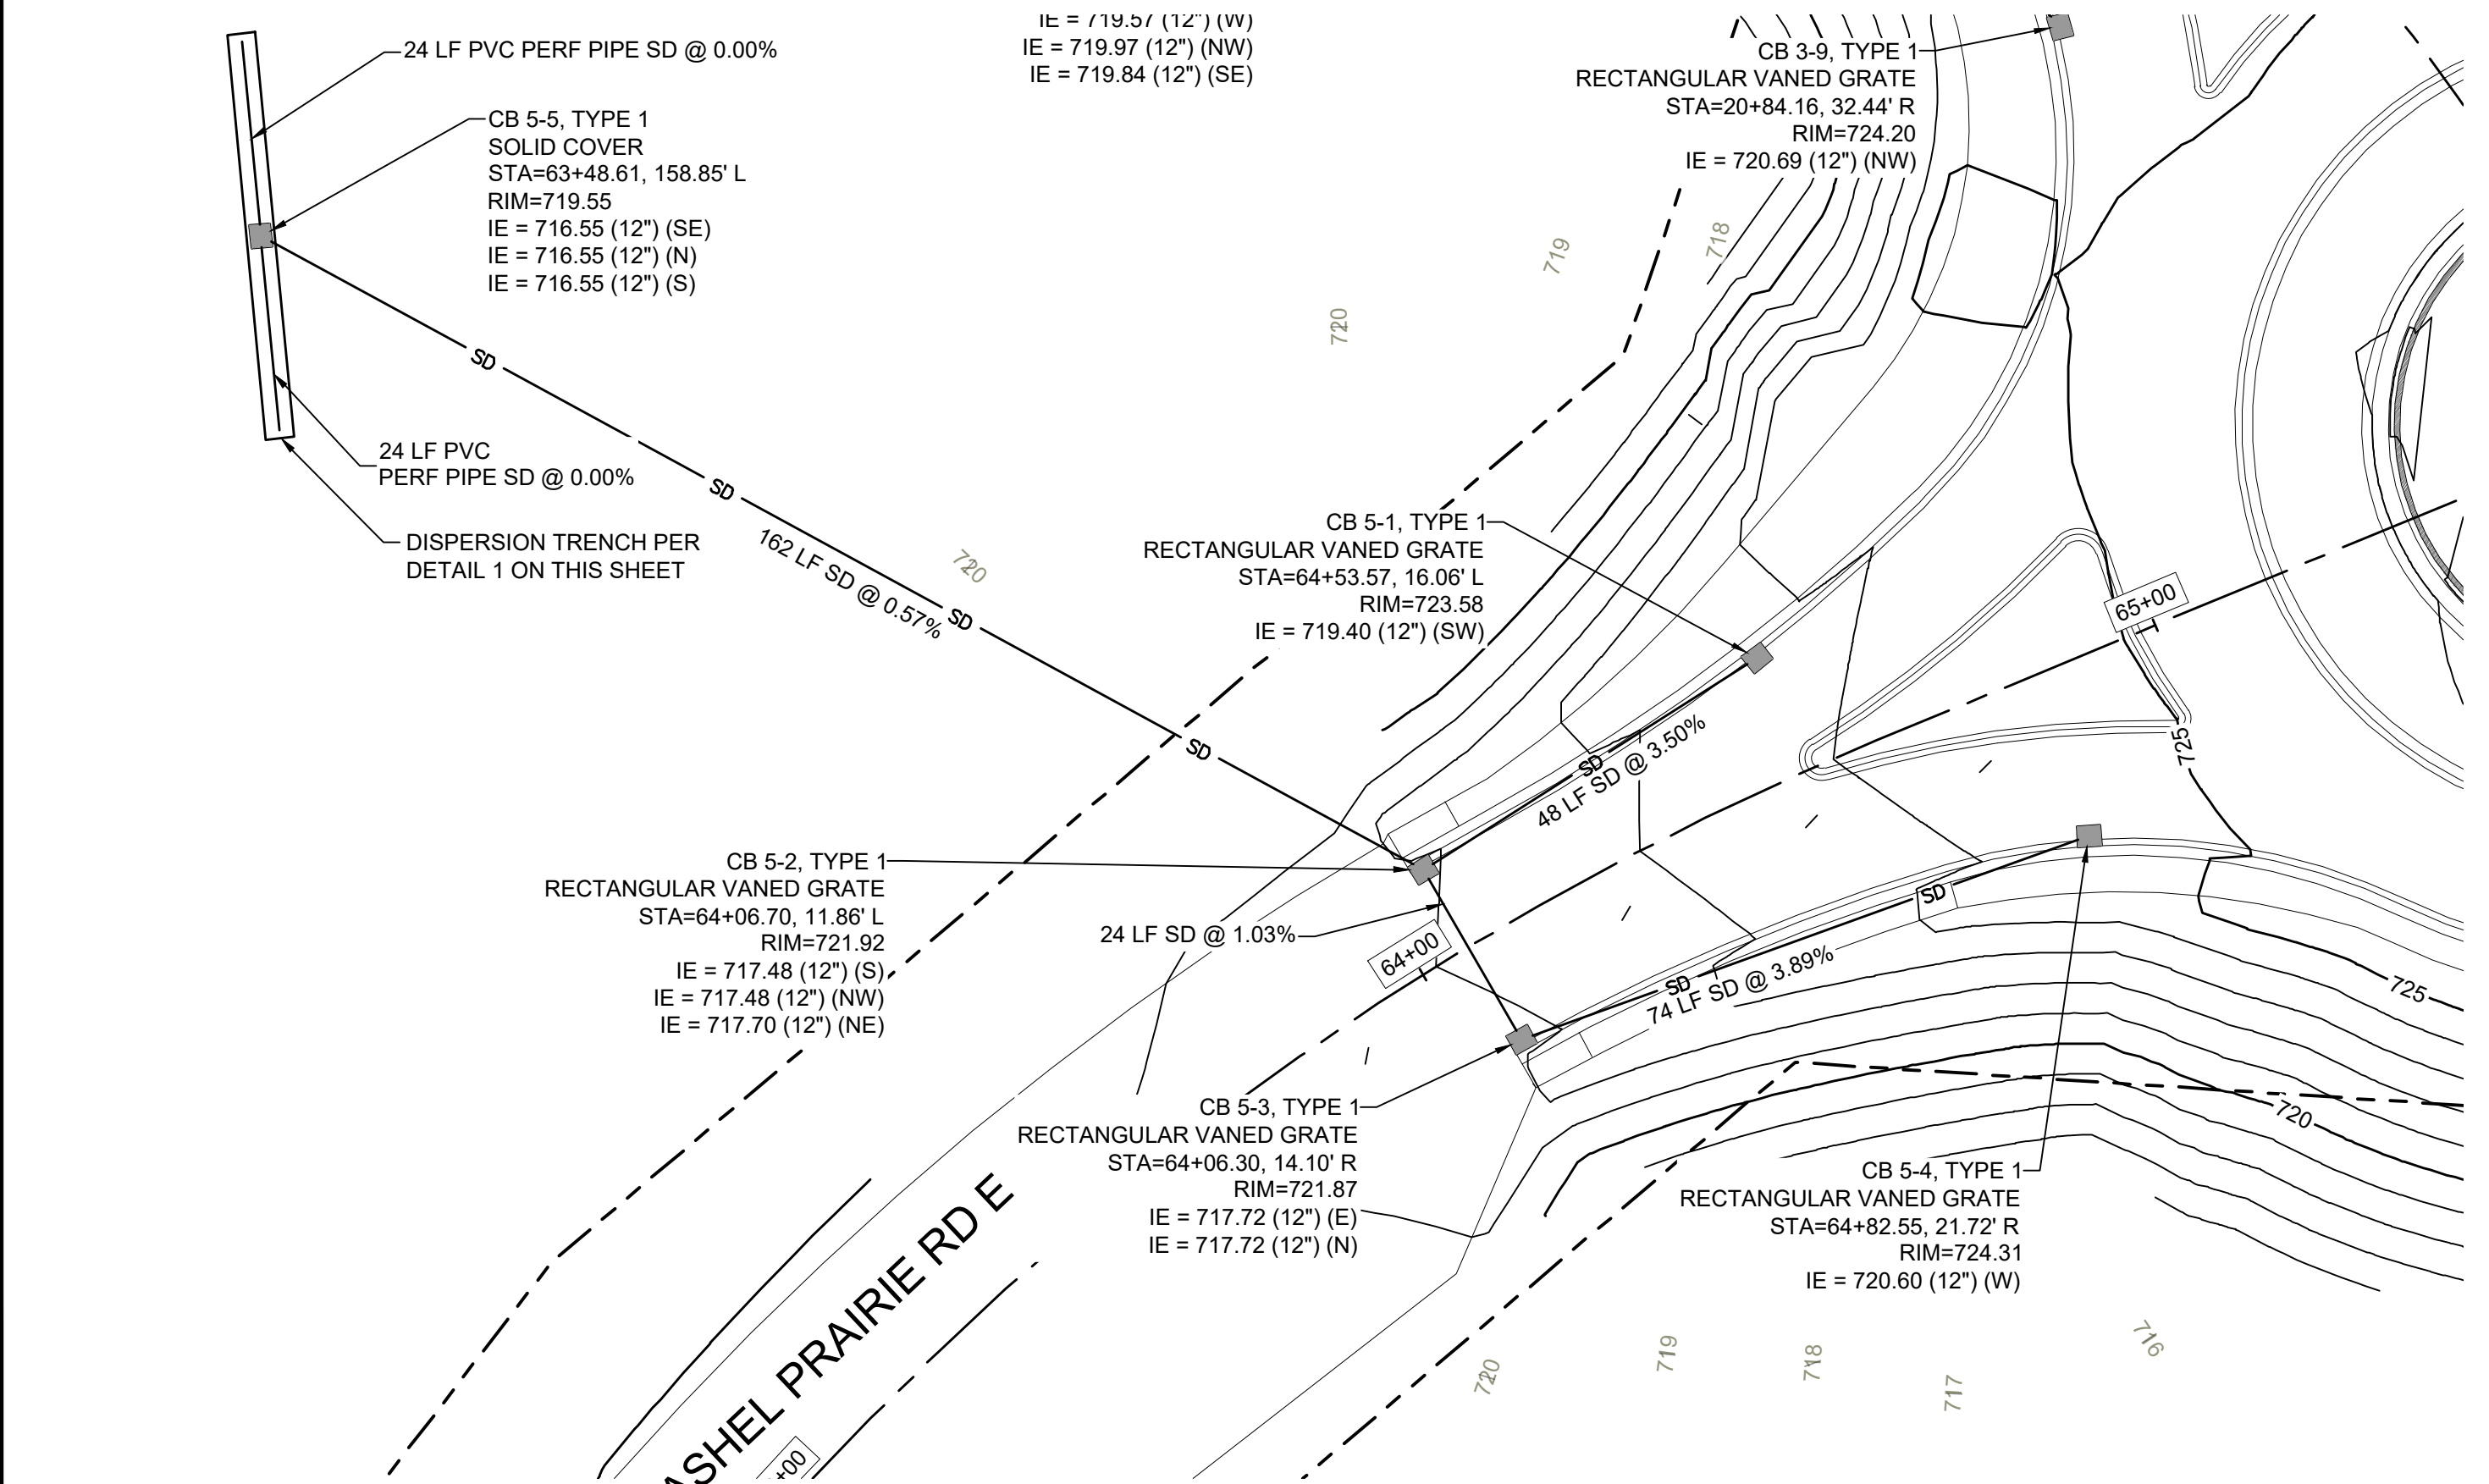 IE = 719.57 (12") (W)
IE = 719.97 (12") (NW)
IE = 719.84 (12") (SE)
24 LF PVC PERF PIPE SD @ 0.00%
CB 5-5, TYPE 1
SOLID COVER
STA=63+48.61, 158.85' L
RIM=719.55
IE = 716.55 (12") (SE)
IE = 716.55 (12") (N)
IE = 716.55 (12") (S)
CB 3-9, TYPE 1
RECTANGULAR VANED GRATE
STA=20+84.16, 32.44' R
RIM=724.20
IE = 720.69 (12") (NW)
719
718
720
SD
24 LF PVC
PERF PIPE SD @ 0.00%
SD
DISPERSION TRENCH PER
DETAIL 1 ON THIS SHEET
162 LF SD @ 0.57%
720
SD
CB 5-1, TYPE 1
RECTANGULAR VANED GRATE
STA=64+53.57, 16.06' L
RIM=723.58
IE = 719.40 (12") (SW)
65+00
725
SD
SD
48 LF SD @ 3.50%
CB 5-2, TYPE 1
RECTANGULAR VANED GRATE
STA=64+06.70, 11.86' L
RIM=721.92
IE = 717.48 (12") (S)
IE = 717.48 (12") (NW)
IE = 717.70 (12") (NE)
24 LF SD @ 1.03%
64+00
SD
SD
74 LF SD @ 3.89%
725
720
CB 5-3, TYPE 1
RECTANGULAR VANED GRATE
STA=64+06.30, 14.10' R
RIM=721.87
IE = 717.72 (12") (E)
IE = 717.72 (12") (N)
CB 5-4, TYPE 1
RECTANGULAR VANED GRATE
STA=64+82.55, 21.72' R
RIM=724.31
IE = 720.60 (12") (W)
720
719
718
717
716
ASHEL PRAIRIE RD E
+00